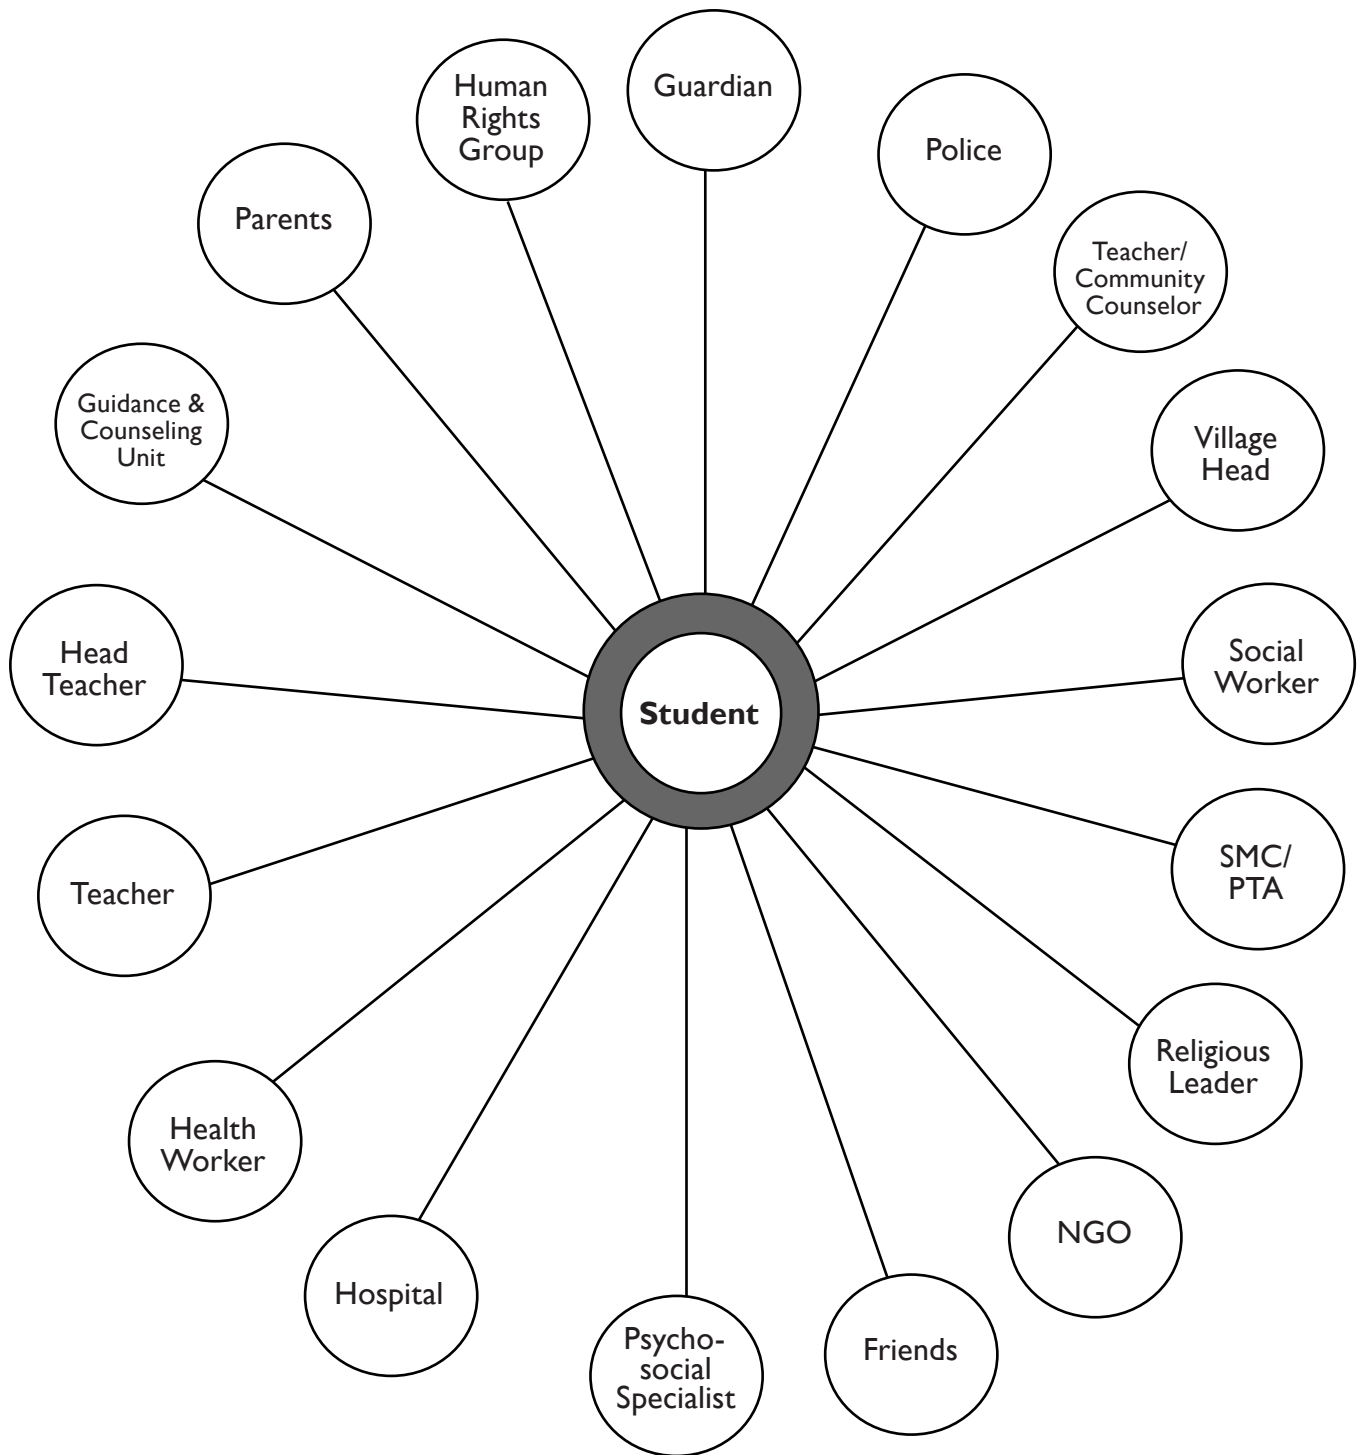 Guardian
Human
Rights
Group
Police
Parents
Teacher/
Community
Counselor
Guidance &
Counseling
Unit
Village
Head
Head
Teacher
Social
Worker
Student
Teacher
SMC/
PTA
Religious
Leader
Health
Worker
NGO
Hospital
Psycho-
social
Specialist
Friends